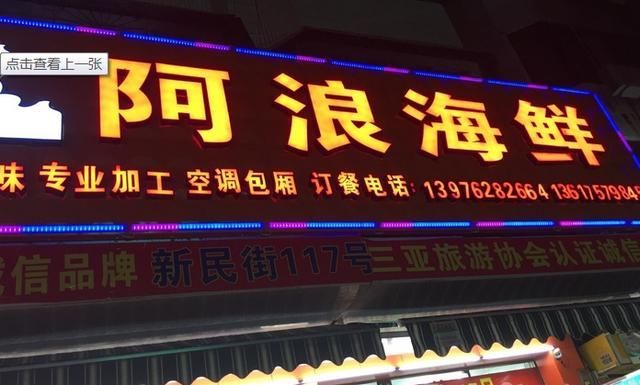 点击查看上一张
阿浪海鲜
味 专业加工 空调包厢 订餐电话: 13976282664 1361757984
诚信品牌 新民街117号 三亚旅游协会认证诚信